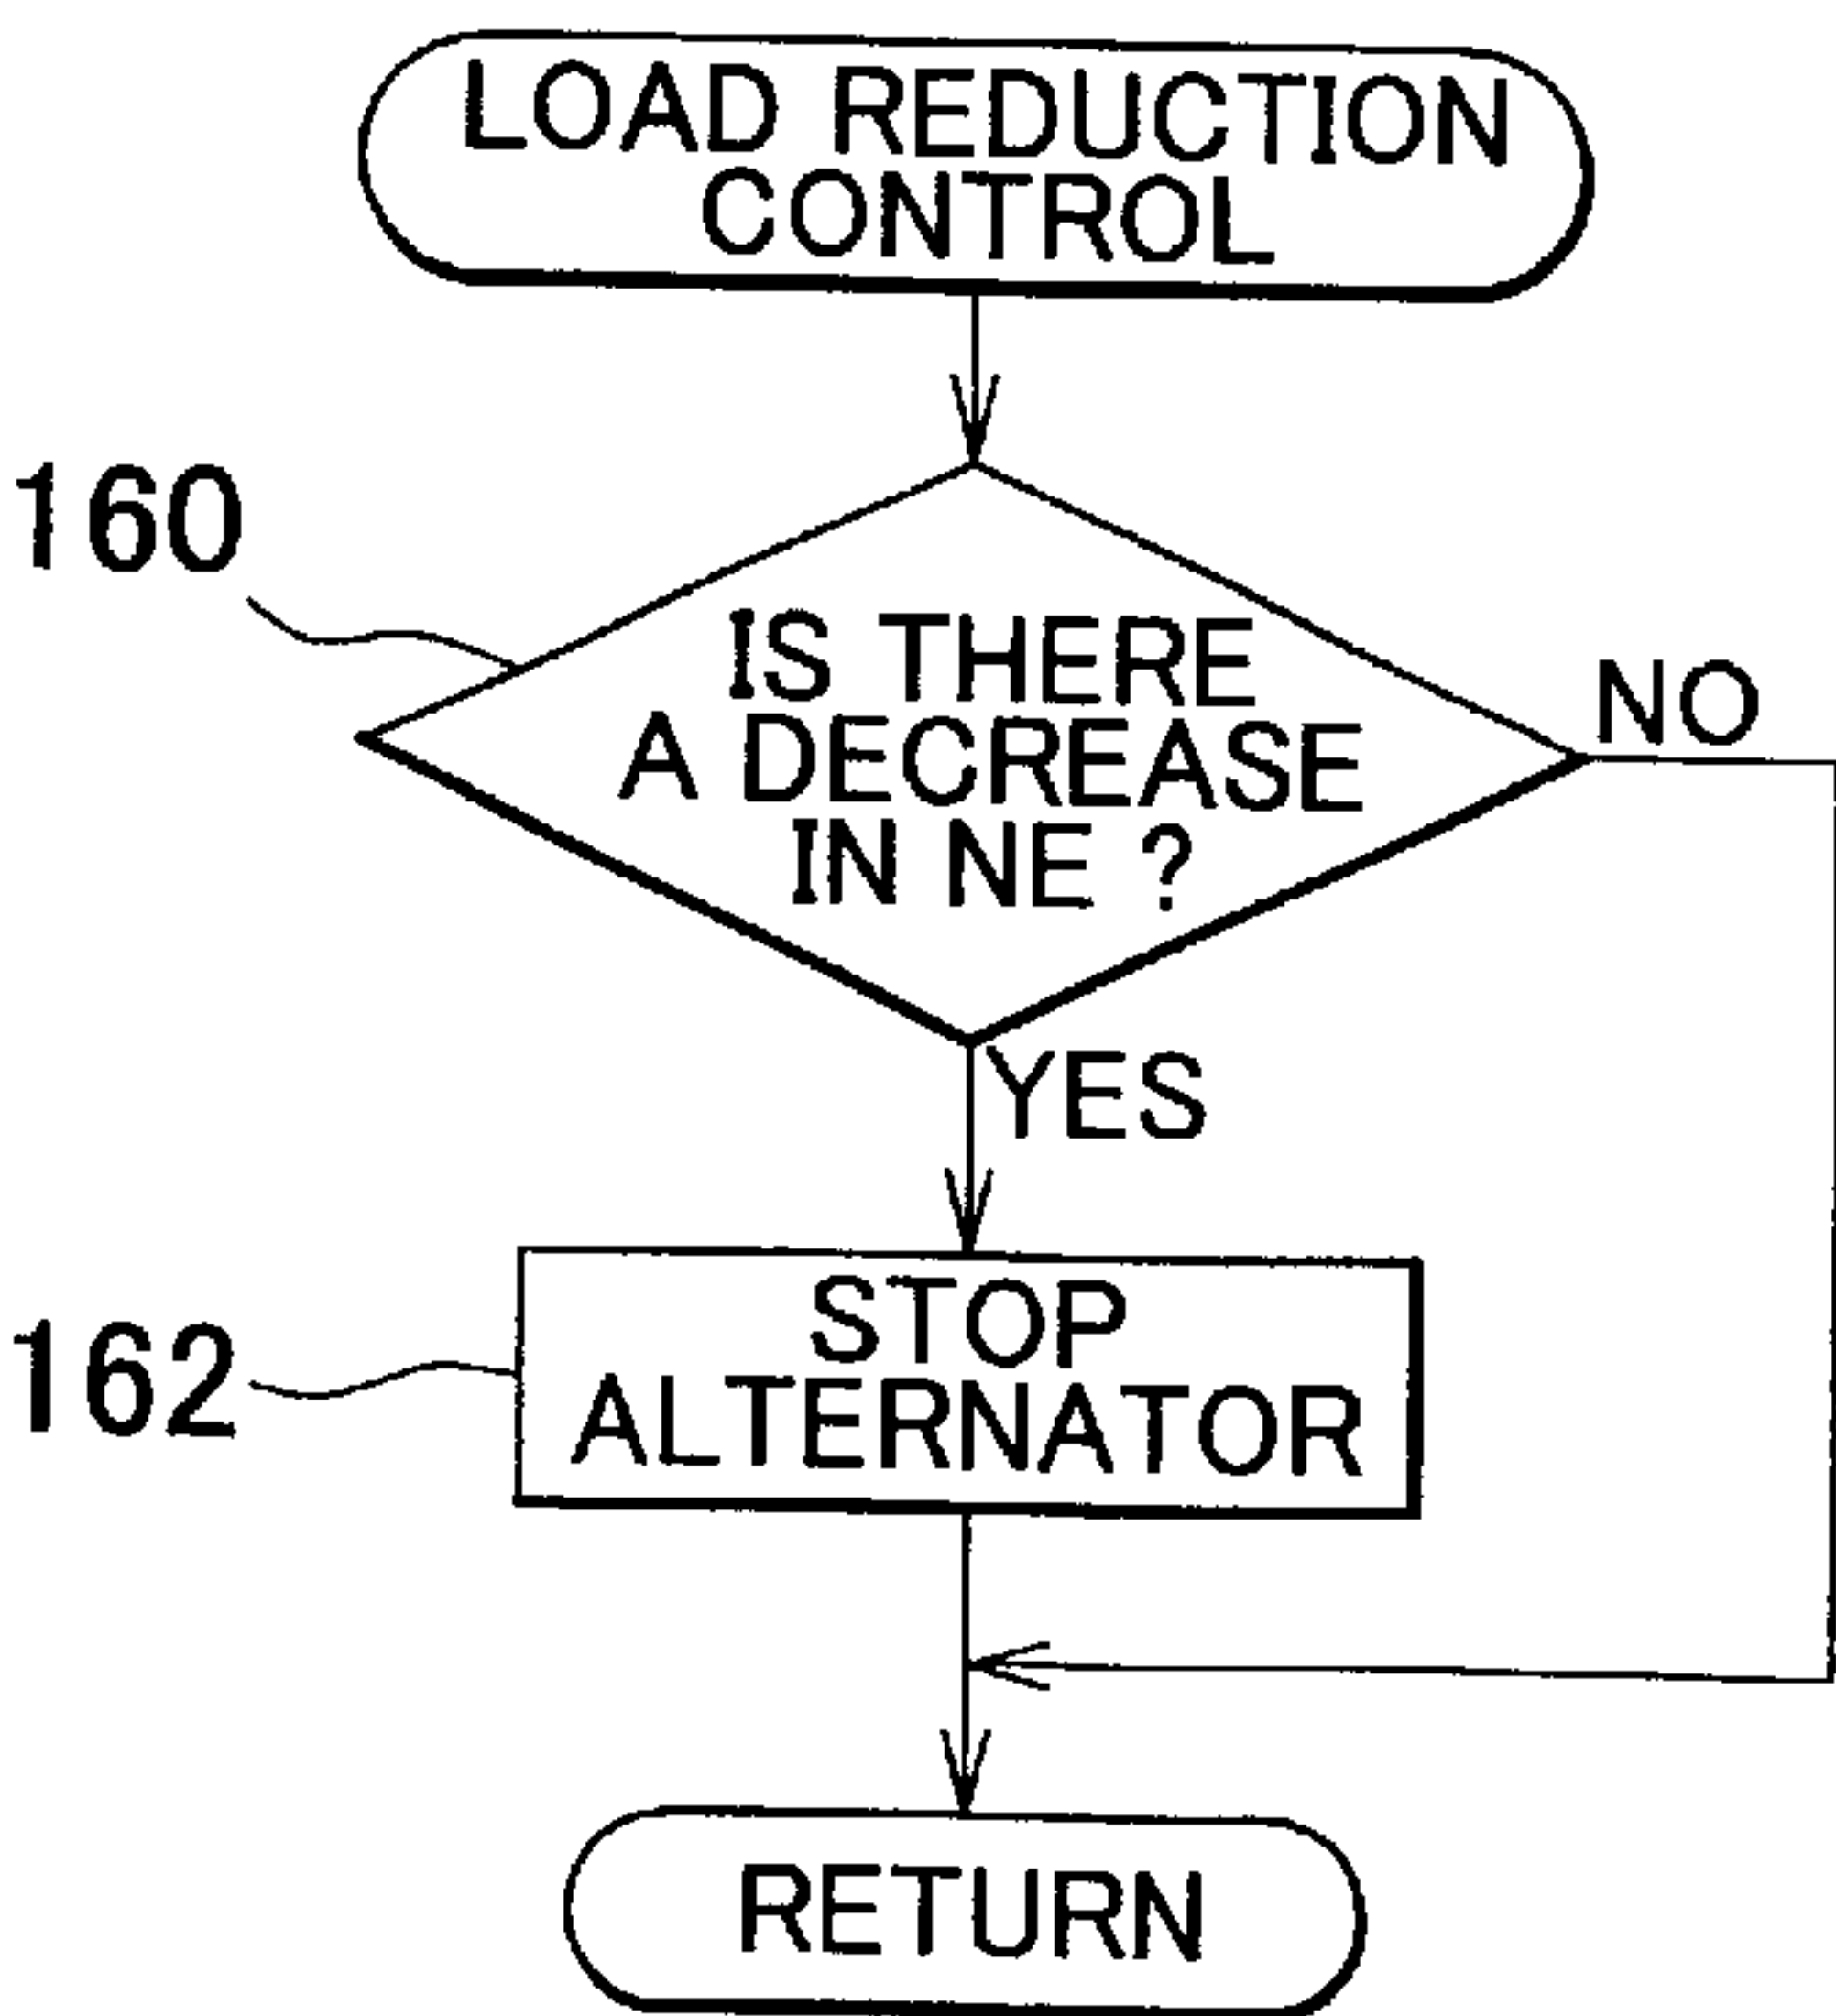 LOAD REDUCTION
CONTROL
160
IS THERE
A DECREASE
IN NE ?
NO
YES
STOP
ALTERNATOR
162
RETURN